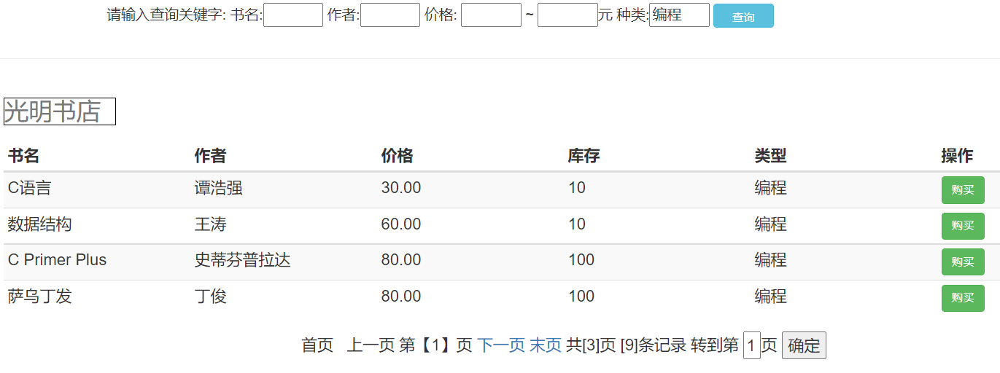 请输入查询关键字: 书名: 作者: 价格: ~ 元 种类:编程 查询
光明书店
书名 作者 价格 库存 类型 操作
C语言 谭浩强 30.00 10 编程 购买
数据结构 王涛 60.00 10 编程 购买
C Primer Plus 史蒂芬普拉达 80.00 100 编程 购买
萨乌丁发 丁俊 80.00 100 编程 购买
首页 上一页 第【1】页 下一页 末页 共[3]页 [9]条记录 转到第 1 页 确定